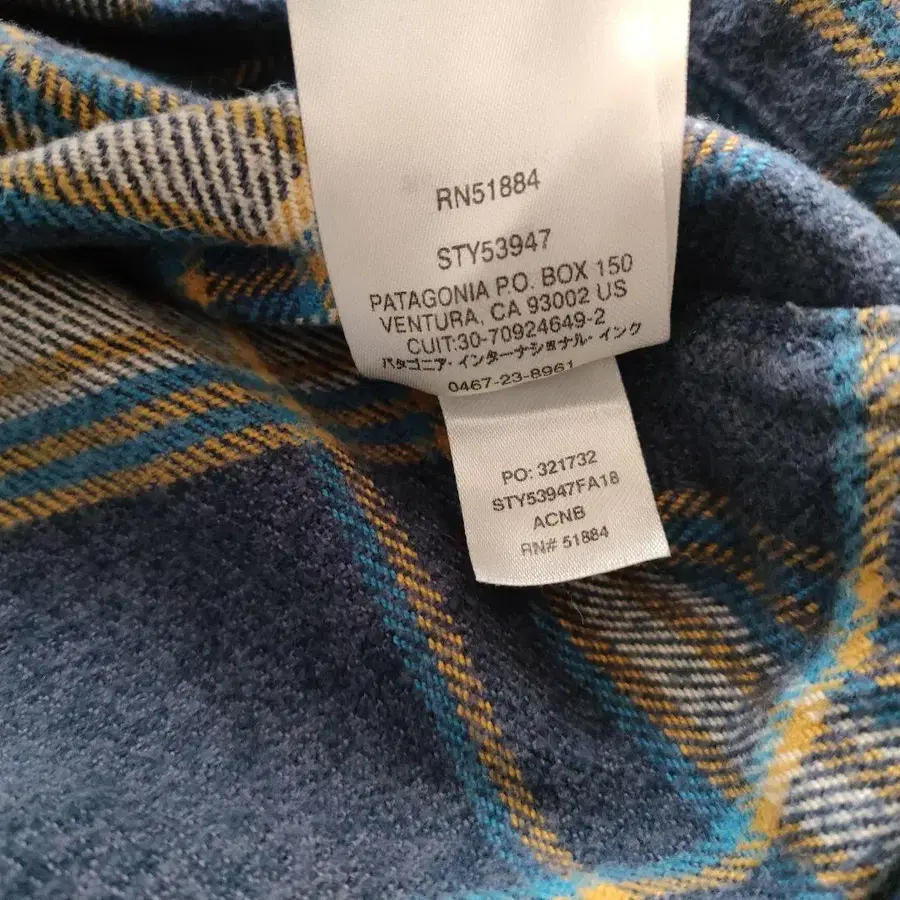 RN51884
STY53947
PATAGONIA P.O. BOX 150
VENTURA, CA 93002 US
CUIT:30-70924649-2
パタゴニア・インターナショナル・インク
0467-23-8961
PO: 321732
STY53947FA18
ACNB
RN# 51884